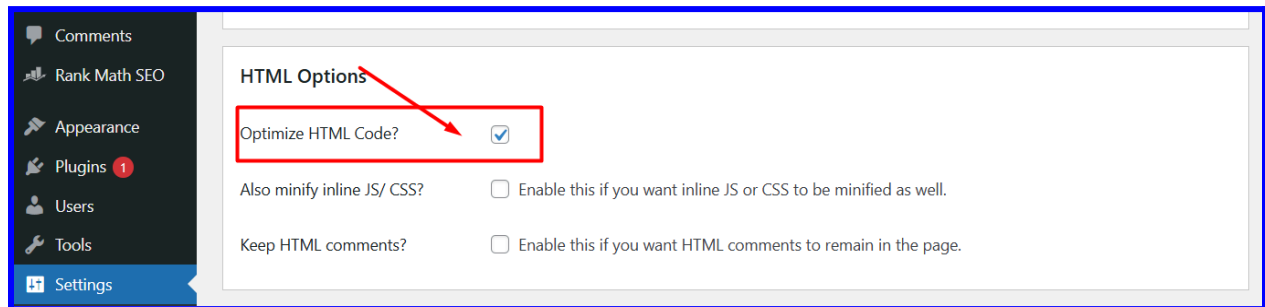 Comments
Rank Math SEO
Appearance
Plugins 1
Users
Tools
Settings
HTML Options
Optimize HTML Code?
Also minify inline JS/ CSS? Enable this if you want inline JS or CSS to be minified as well.
Keep HTML comments? Enable this if you want HTML comments to remain in the page.